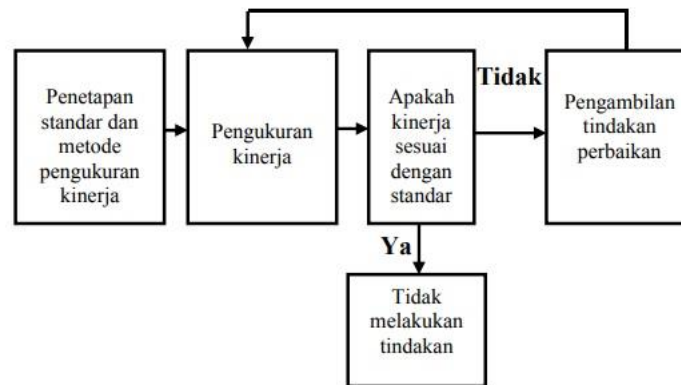 Penetapan
standar dan
metode
pengukuran
kinerja
Pengukuran
kinerja
Apakah
kinerja
sesuai
dengan
standar
Tidak
Pengambilan
tindakan
perbaikan
Ya
Tidak
melakukan
tindakan